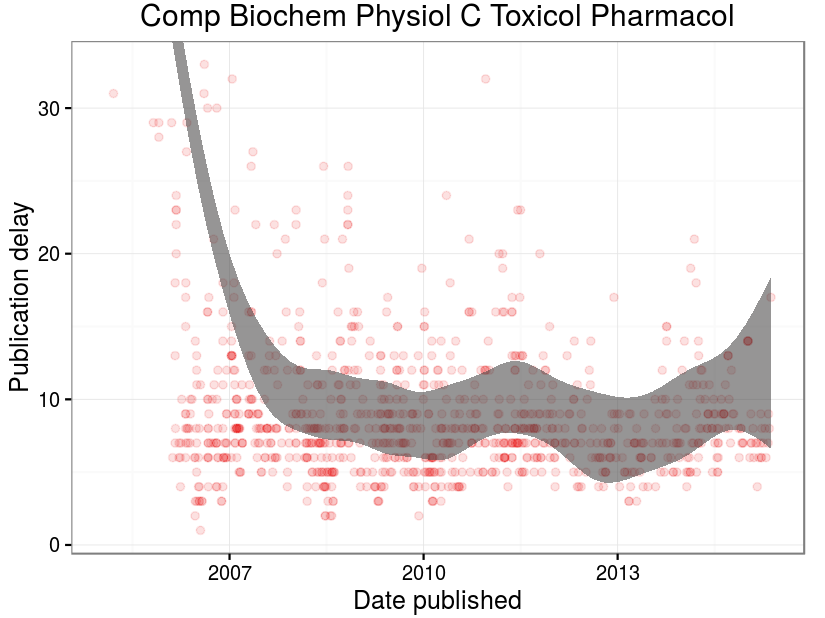 Comp Biochem Physiol C Toxicol Pharmacol
Publication delay
30
20
10
0
2007
2010
2013
Date published